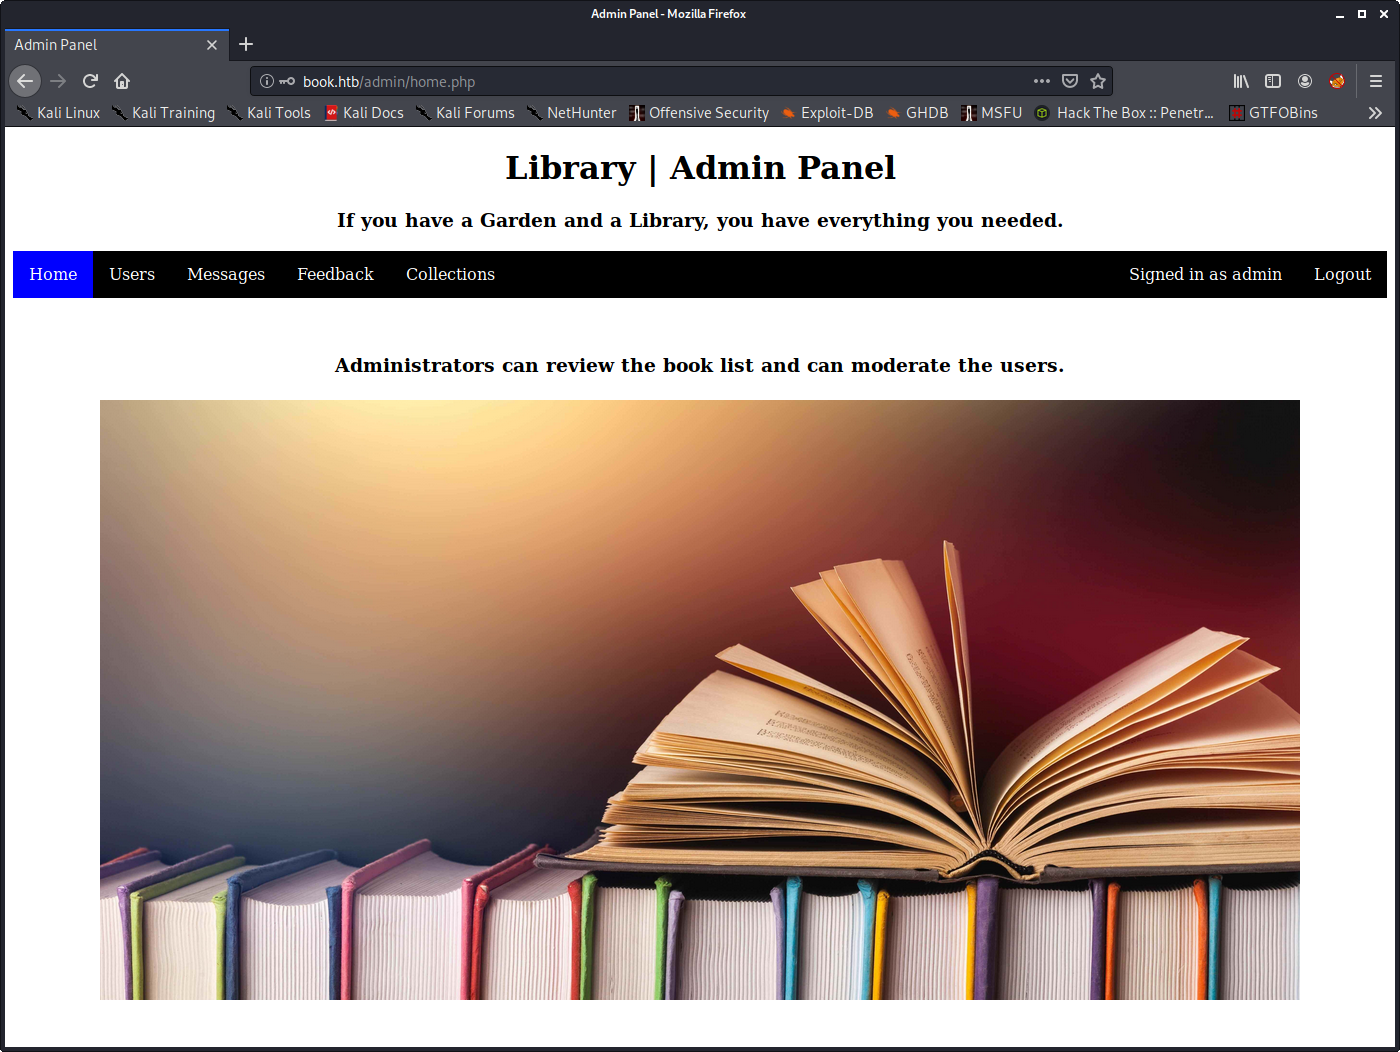 Admin Panel - Mozilla Firefox
Admin Panel
book.htb/admin/home.php
Kali Linux Kali Training Kali Tools Kali Docs Kali Forums NetHunter Offensive Security Exploit-DB GHDB MSFU Hack The Box :: Penetr... GTFOBins
Library | Admin Panel
If you have a Garden and a Library, you have everything you needed.
Home Users Messages Feedback Collections Signed in as admin Logout
Administrators can review the book list and can moderate the users.